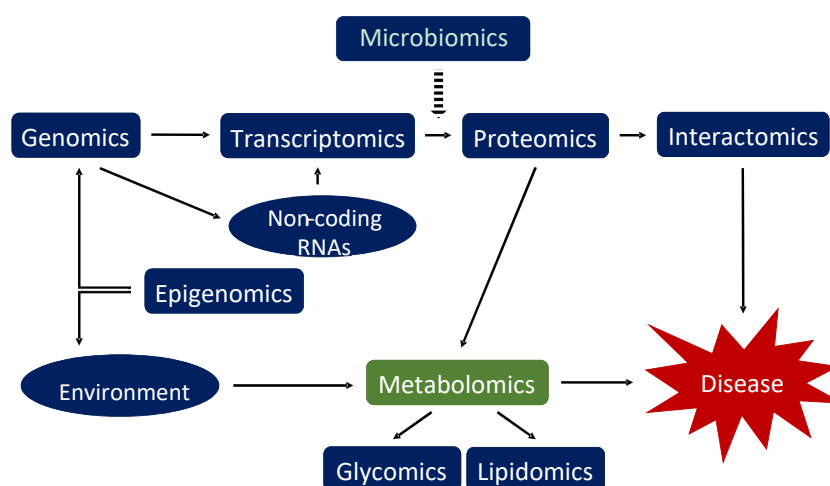 Microbiomics
Genomics
Transcriptomics
Proteomics
Interactomics
Non-coding
RNAs
Epigenomics
Environment
Metabolomics
Disease
Glycomics
Lipidomics